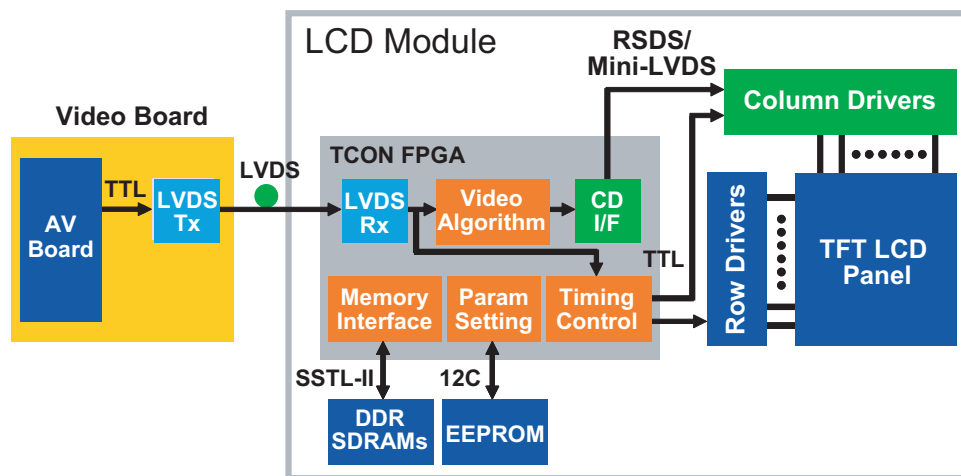 LCD Module
RSDS/
Mini-LVDS
Column Drivers
Video Board
TCON FPGA
LVDS
AV
Board
TTL
LVDS
Tx
LVDS
Rx
Video
Algorithm
CD
I/F
TTL
Row Drivers
TFT LCD
Panel
Memory
Interface
Param
Setting
Timing
Control
SSTL-II
12C
DDR
SDRAMs
EEPROM